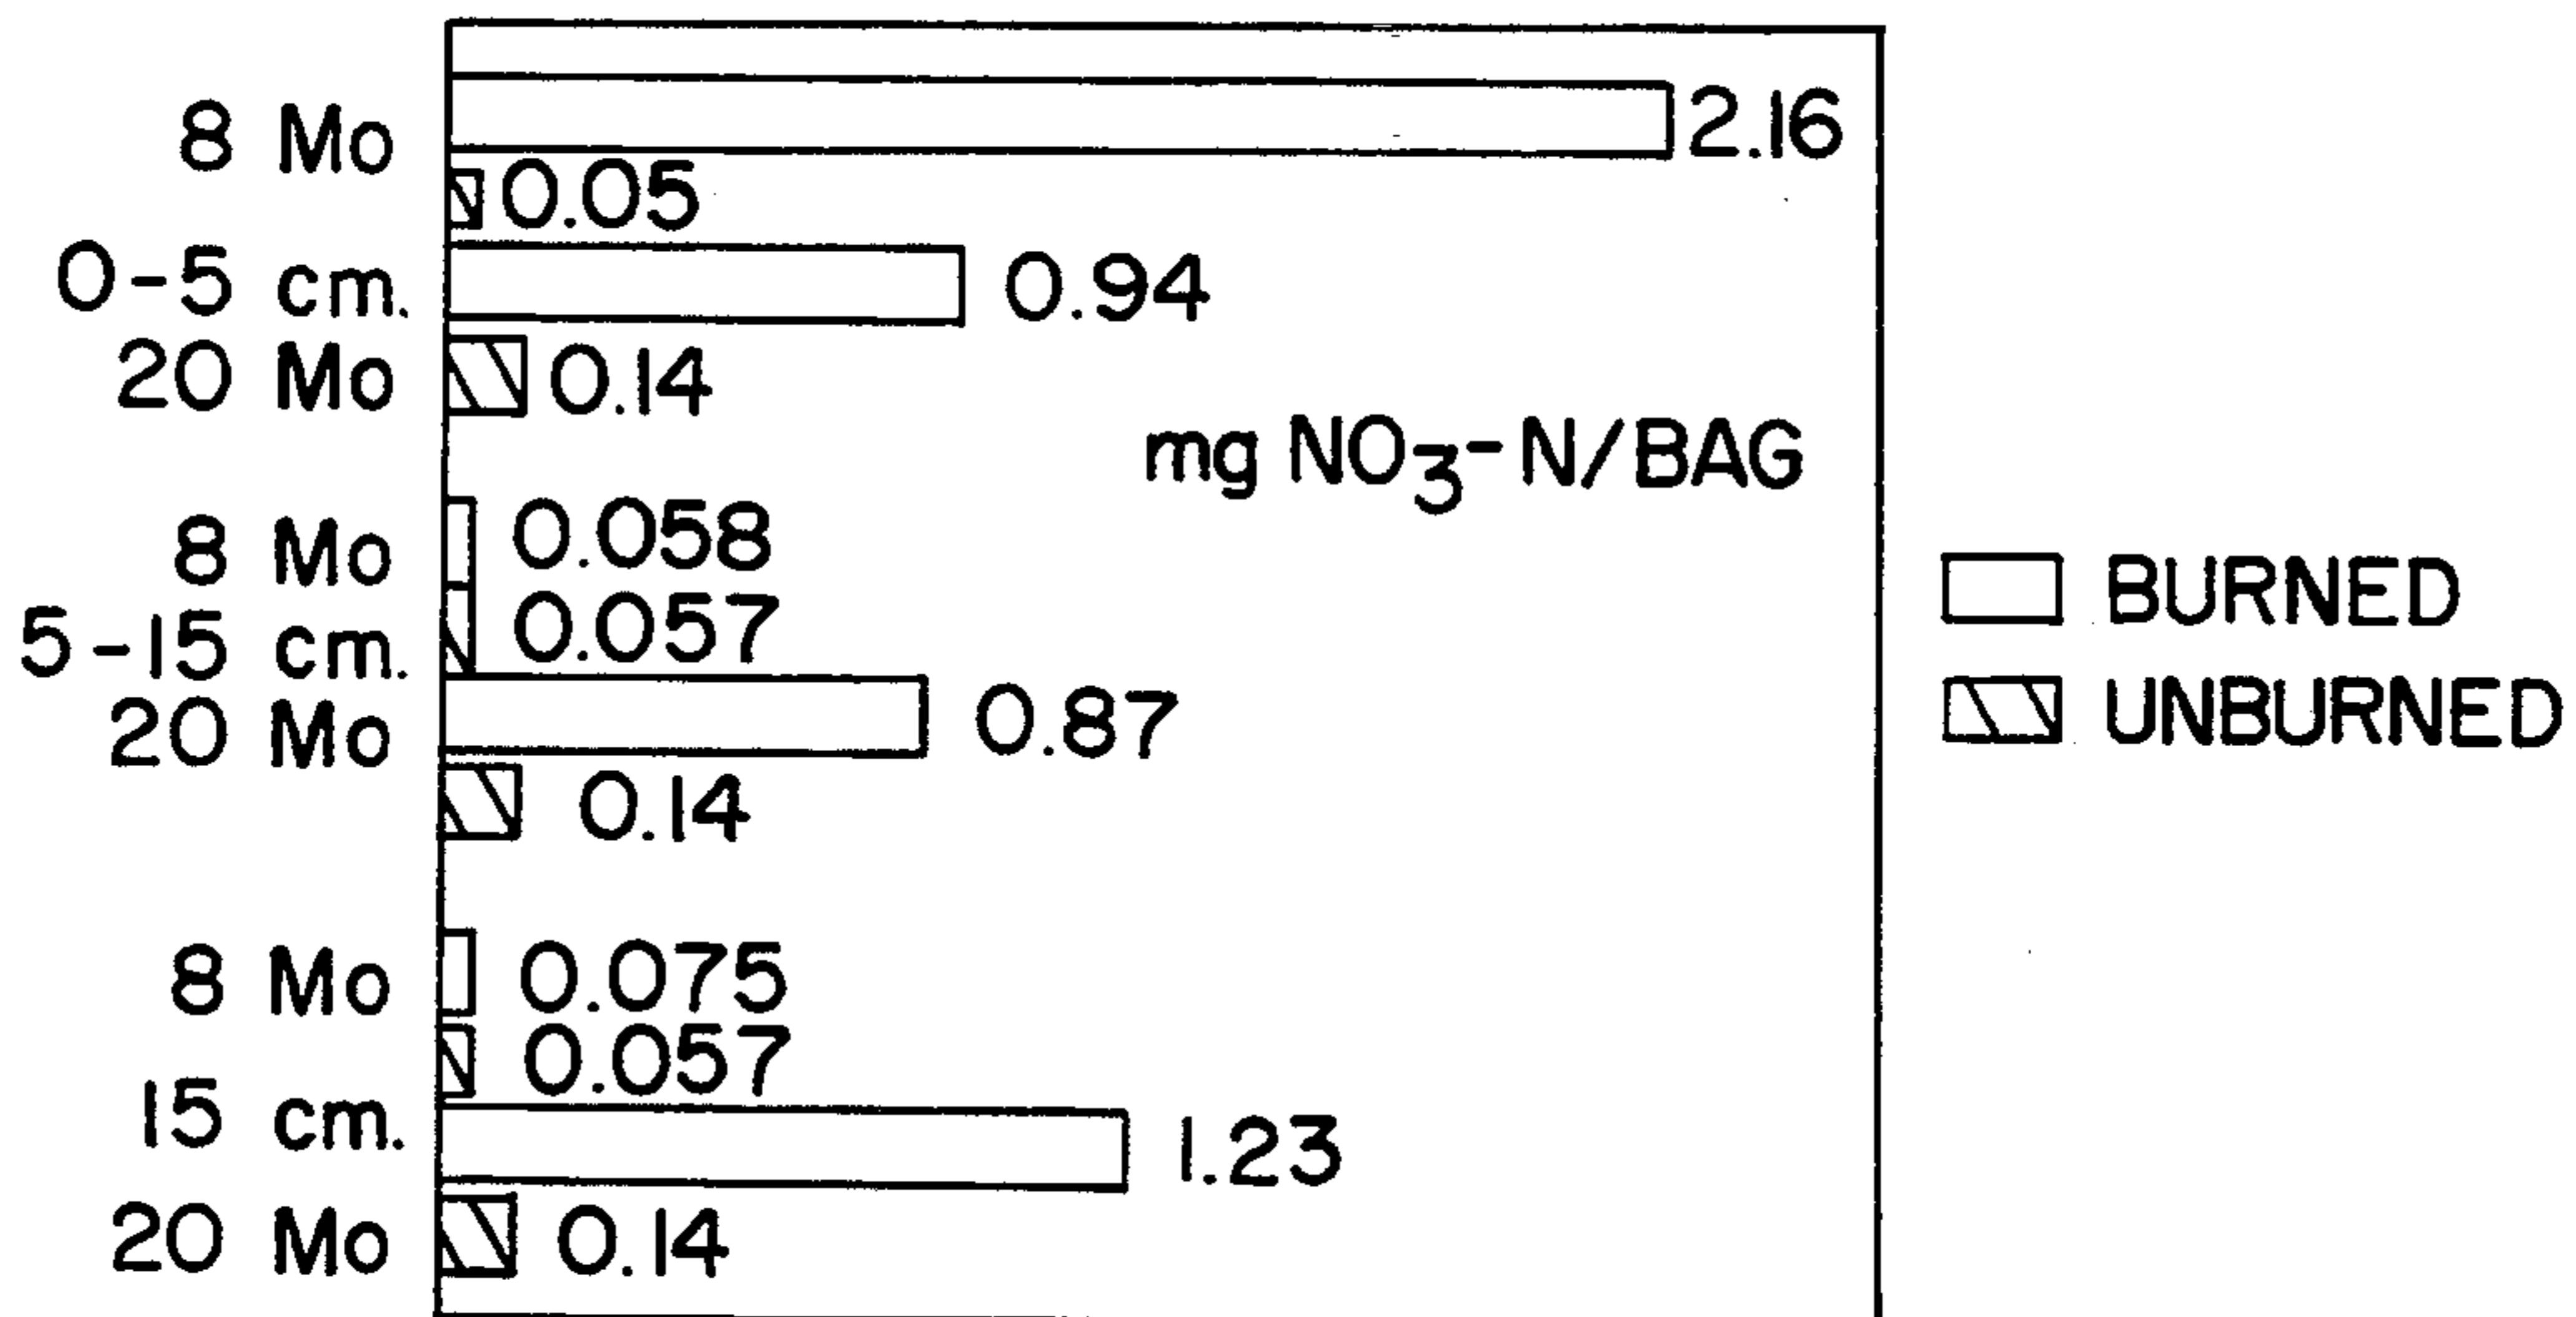 8 Mo
2.16
0.05
0-5 cm.
0.94
20 Mo
0.14
mg NO3-N/BAG
8 Mo
0.058
0.057
5-15 cm.
20 Mo
0.87
0.14
BURNED
UNBURNED
8 Mo
0.075
0.057
15 cm.
1.23
20 Mo
0.14